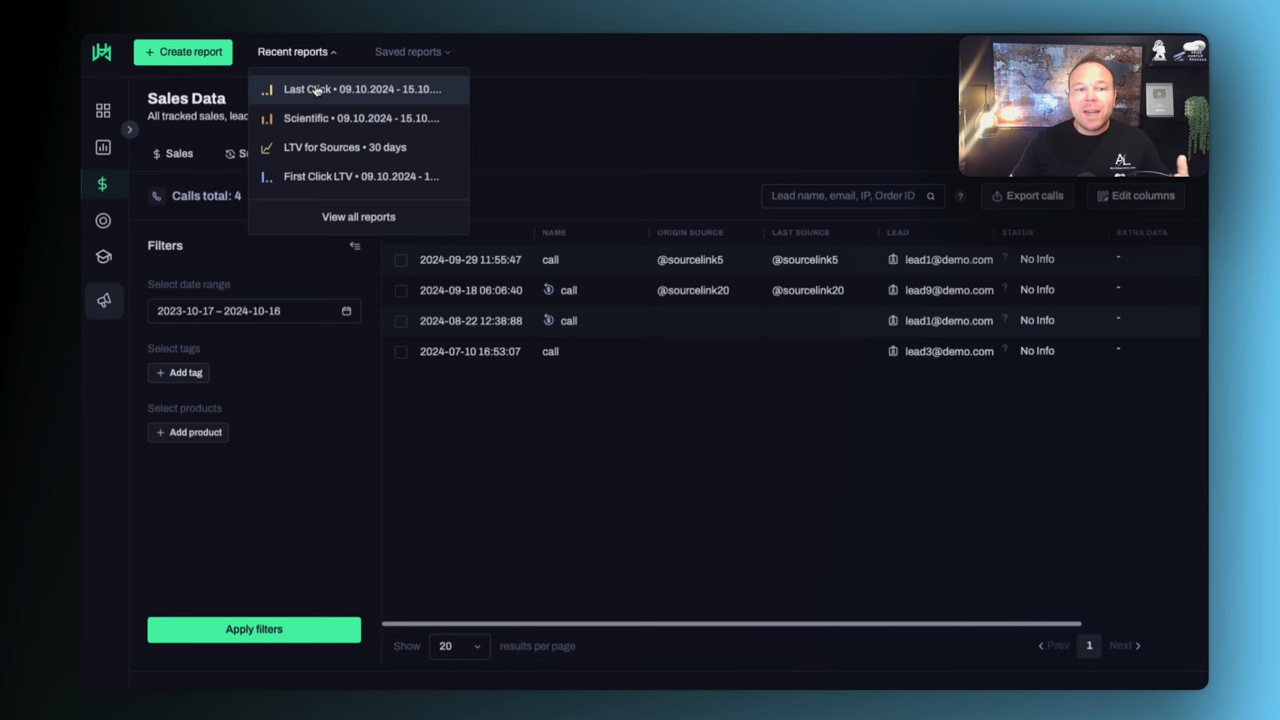 + Create report
Recent reports
Saved reports
Last Click • 09.10.2024 - 15.10....
Scientific • 09.10.2024 - 15.10....
LTV for Sources • 30 days
First Click LTV • 09.10.2024 - 1...
View all reports
Sales Data
All tracked sales, lead
Sales
Calls total: 4
Lead name, email, IP, Order ID
?
Export calls
Edit columns
Filters
Select date range
2023-10-17 – 2024-10-16
Select tags
+ Add tag
Select products
+ Add product
Apply filters
NAME ORIGIN SOURCE LAST SOURCE LEAD STATUS EXTRA DATA
2024-09-29 11:55:47 call @sourcelink5 @sourcelink5 lead1@demo.com ? No Info -
2024-09-18 06:06:40 call @sourcelink20 @sourcelink20 lead9@demo.com ? No Info -
2024-08-22 12:38:88 call lead1@demo.com ? No Info -
2024-07-10 16:53:07 call lead3@demo.com ? No Info -
Show 20 results per page
Prev 1 Next